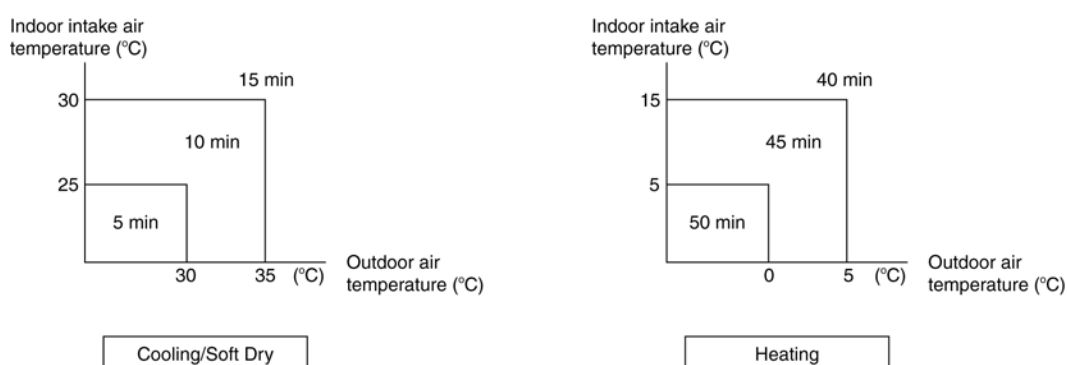 Indoor intake air
temperature (°C)
15 min
30
10 min
25
5 min
30 35 (°C)
Outdoor air
temperature (°C)
Cooling/Soft Dry
Indoor intake air
temperature (°C)
40 min
15
45 min
5
50 min
0 5 (°C)
Outdoor air
temperature (°C)
Heating